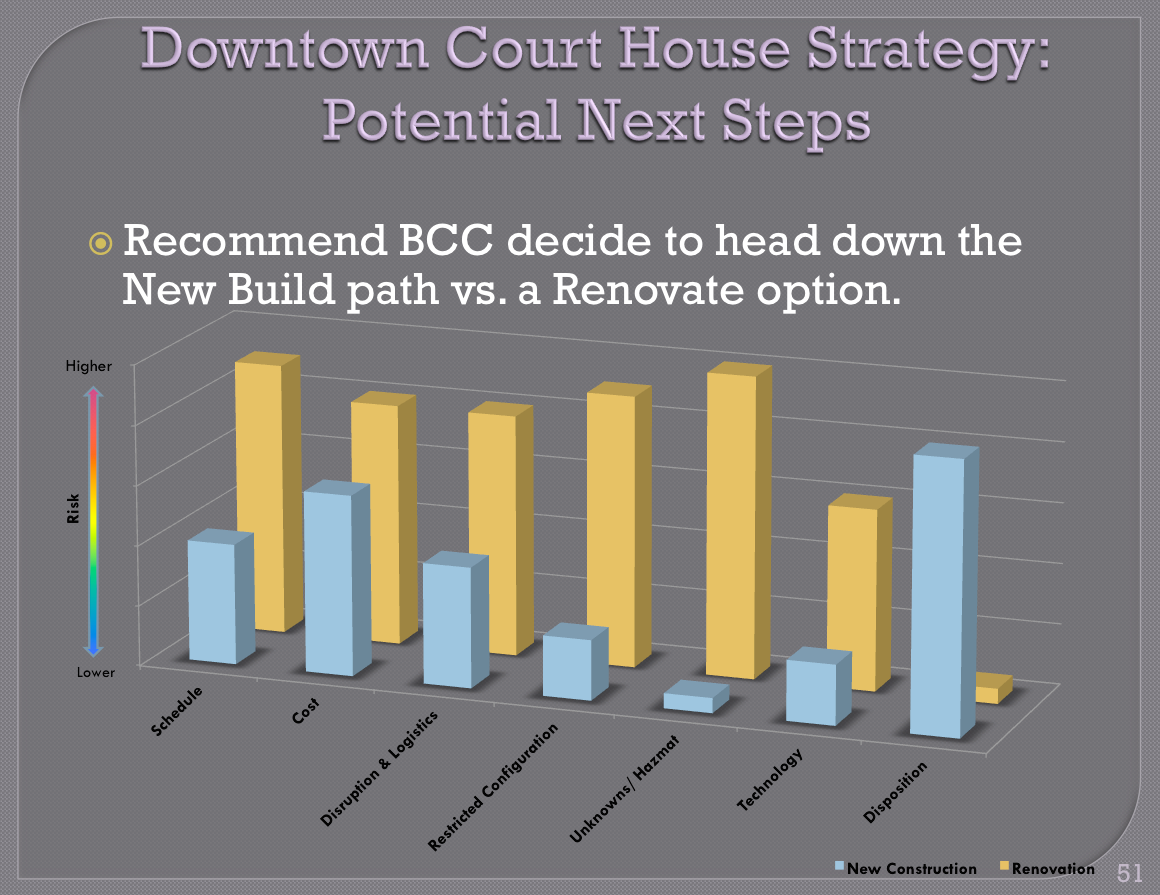 Downtown Court House Strategy:
Potential Next Steps
Recommend BCC decide to head down the
New Build path vs. a Renovate option.
Higher
Risk
Lower
Schedule
Cost
Disruption & Logistics
Restricted Configuration
Unknowns/ Hazmat
Technology
Disposition
New Construction
Renovation
51